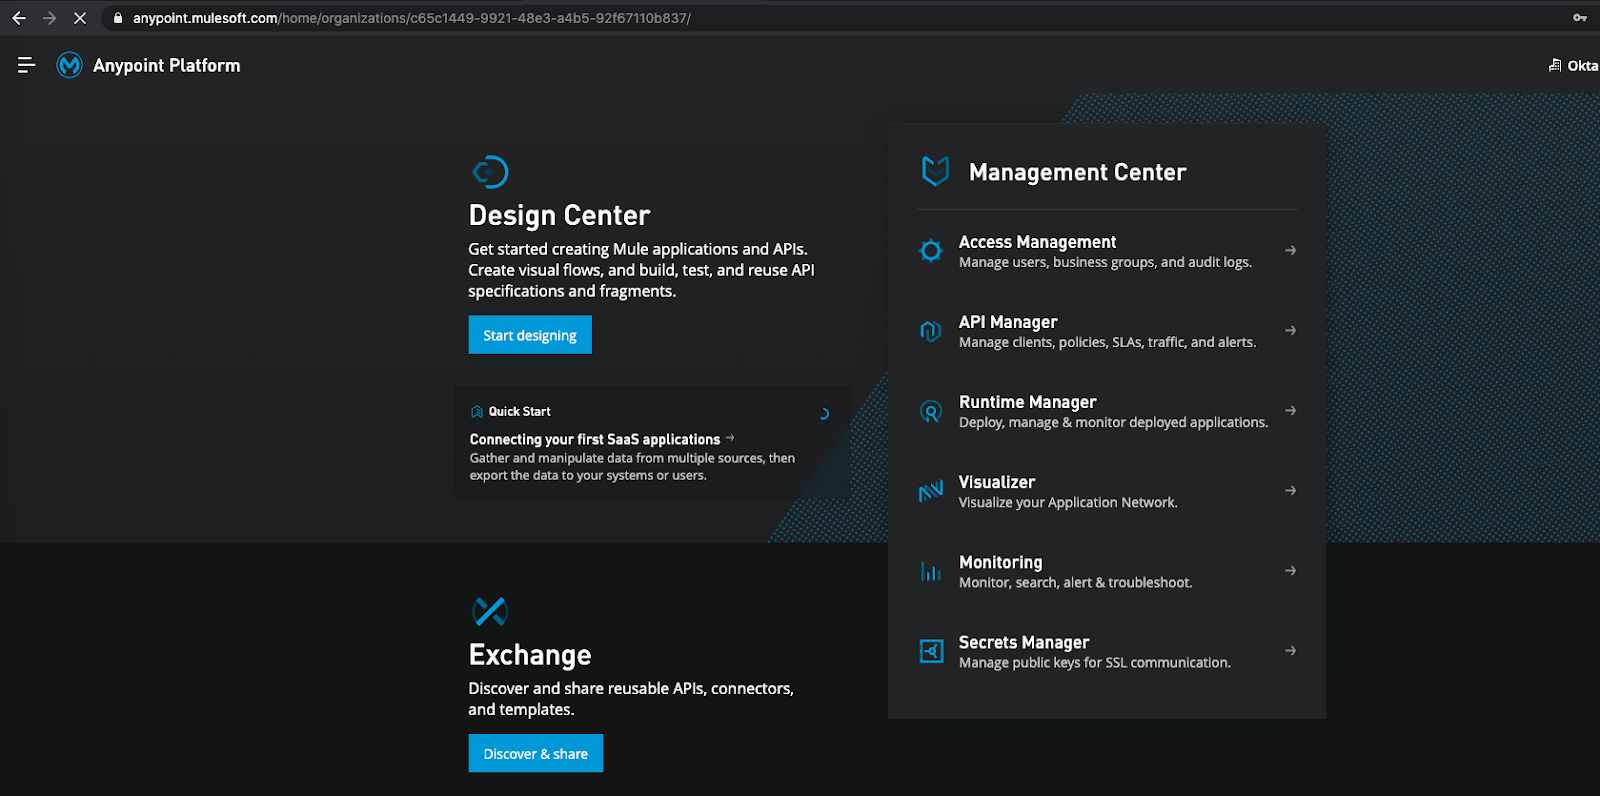 anypoint.mulesoft.com/home/organizations/c65c1449-9921-48e3-a4b5-92f67110b837/
Anypoint Platform
Okta
Design Center
Get started creating Mule applications and APIs.
Create visual flows, and build, test, and reuse API
specifications and fragments.
Start designing
Quick Start
Connecting your first SaaS applications →
Gather and manipulate data from multiple sources, then
export the data to your systems or users.
Exchange
Discover and share reusable APIs, connectors,
and templates.
Discover & share
Management Center
Access Management
Manage users, business groups, and audit logs.
API Manager
Manage clients, policies, SLAs, traffic, and alerts.
Runtime Manager
Deploy, manage & monitor deployed applications.
Visualizer
Visualize your Application Network.
Monitoring
Monitor, search, alert & troubleshoot.
Secrets Manager
Manage public keys for SSL communication.